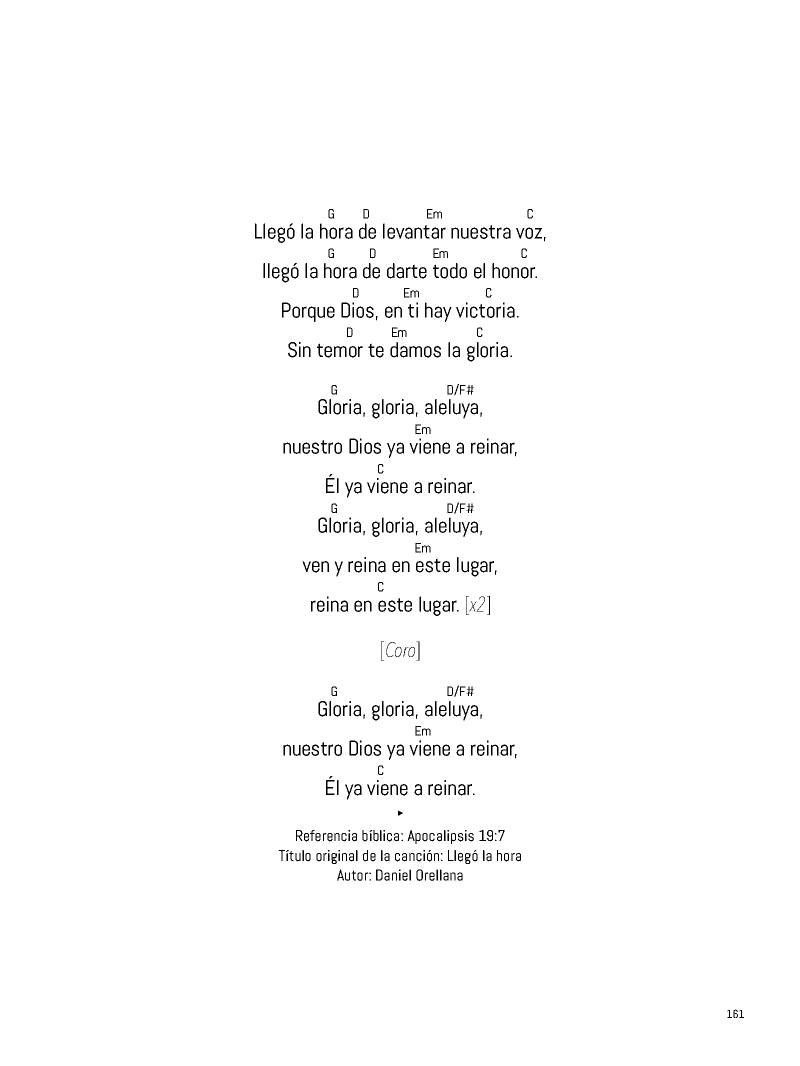 G D Em C
Llegó la hora de levantar nuestra voz,
G D Em C
llegó la hora de darte todo el honor.
D Em C
Porque Dios, en ti hay victoria.
D Em C
Sin temor te damos la gloria.
G D/F#
Gloria, gloria, aleluya,
Em
nuestro Dios ya viene a reinar,
C
Él ya viene a reinar.
G D/F#
Gloria, gloria, aleluya,
Em
ven y reina en este lugar,
C
reina en este lugar. [x2]
[Coro]
G D/F#
Gloria, gloria, aleluya,
Em
nuestro Dios ya viene a reinar,
C
Él ya viene a reinar.
Referencia bíblica: Apocalipsis 19:7
Título original de la canción: Llegó la hora
Autor: Daniel Orellana
161